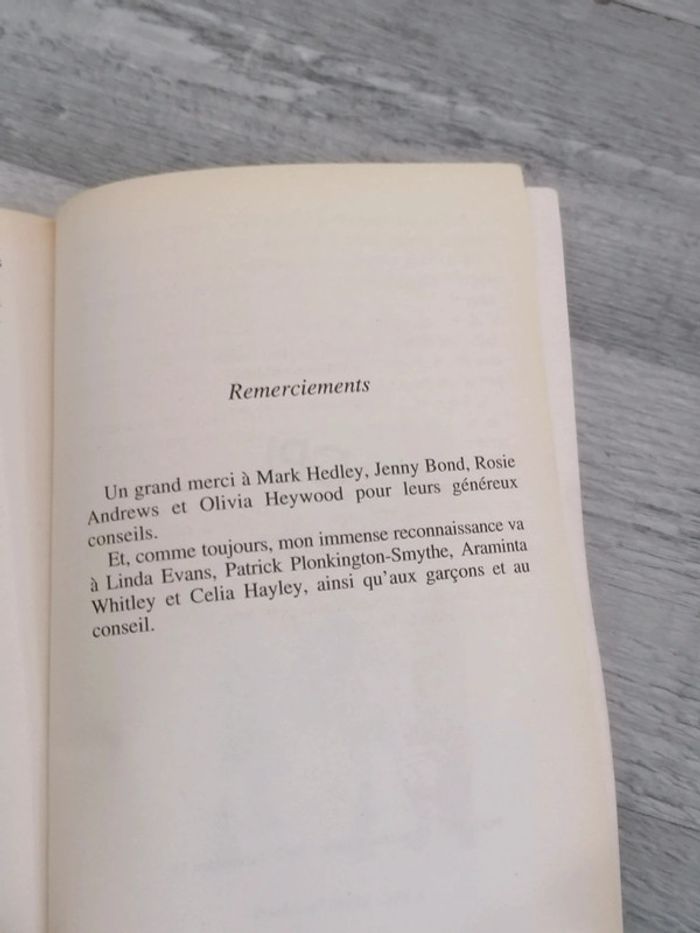 Remerciements
Un grand merci à Mark Hedley, Jenny Bond, Rosie
Andrews et Olivia Heywood pour leurs généreux
conseils.
Et, comme toujours, mon immense reconnaissance va
à Linda Evans, Patrick Plonkington-Smythe, Araminta
Whitley et Celia Hayley, ainsi qu'aux garçons et au
conseil.